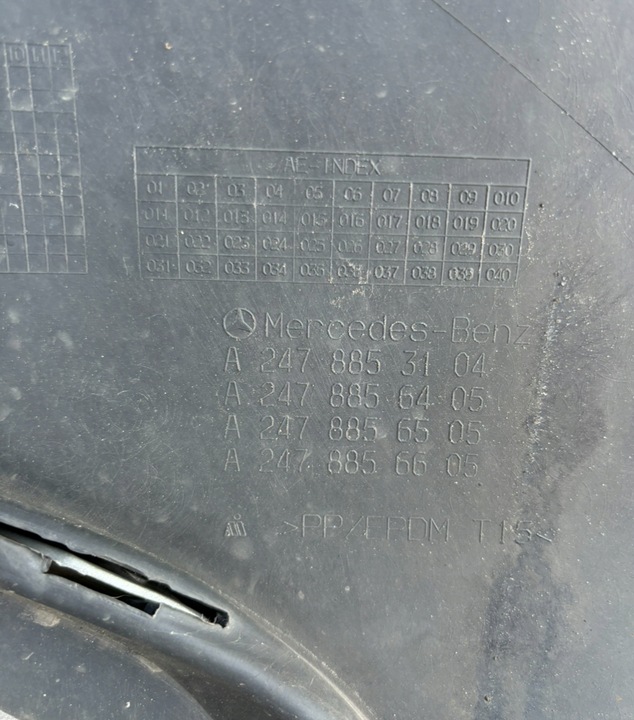 AE-INDEX
01 02 03 04 05 06 07 08 09 010
011 012 013 014 015 016 017 018 019 020
021 022 023 024 025 026 027 028 029 030
031 032 033 034 035 036 037 038 039 040
Mercedes-Benz
A 247 885 31 04
A 247 885 64 05
A 247 885 65 05
A 247 885 66 05
>PP/EPDM T15<